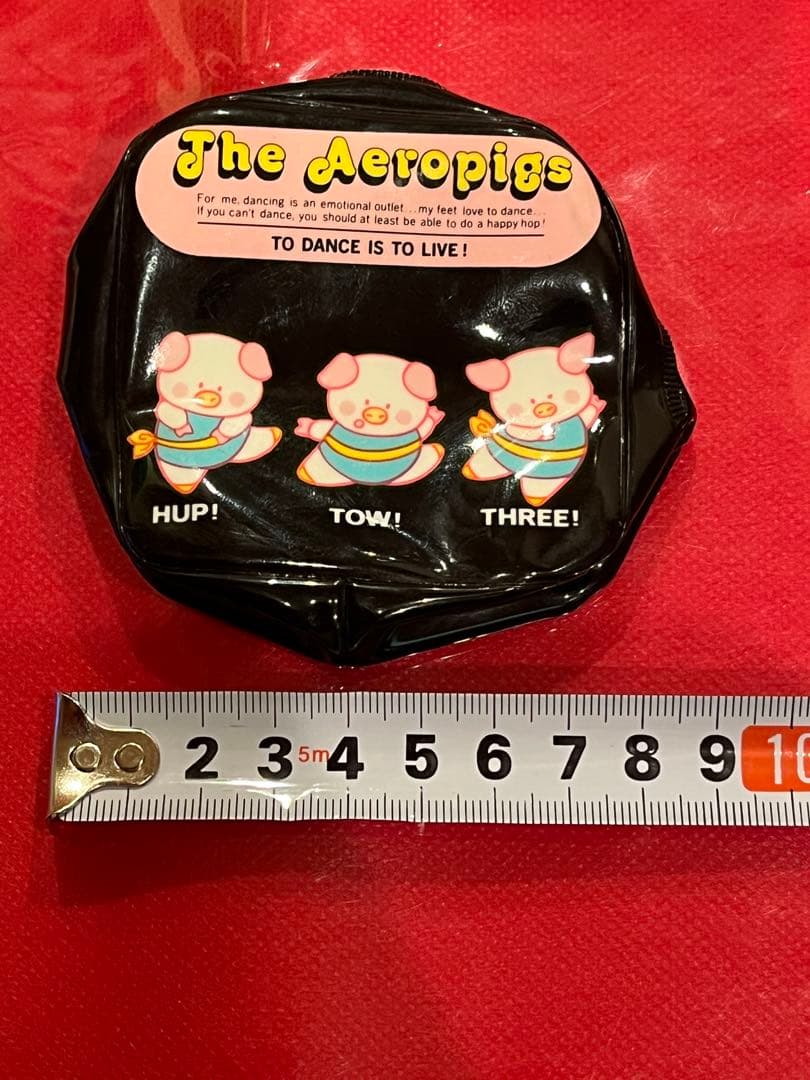 The Aeropigs
For me, dancing is an emotional outlet...my feet love to dance...
If you can't dance, you should at least be able to do a happy hop!
TO DANCE IS TO LIVE!
HUP! TOW! THREE!
2 3 5m 4 5 6 7 8 9 10